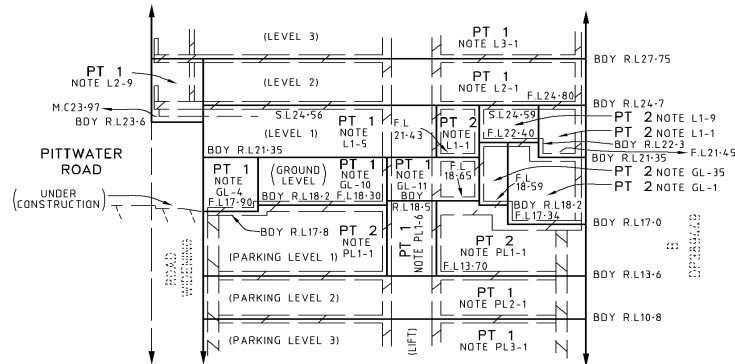 (LEVEL 3)
PT 1
NOTE L3-1
BDY R.L27·75
PT 1
NOTE L2-9
(LEVEL 2)
PT 1
NOTE L2-1
F.L24·80
M.C23·97
BDY R.L23·6
S.L24·56
(LEVEL 1)
BDY R.L21·35
PT 1
NOTE
L1-5
F.L
21·43
PT 2
NOTE
L1-1
S.L24·59
F.L22·40
BDY R.L24·7
PT 2 NOTE L1-9
PT 2 NOTE L1-1
BDY R.L22·3
F.L21·45
BDY R.L21·35
PITTWATER
ROAD
(UNDER
CONSTRUCTION)
PT 1
NOTE
GL-4
F.L17·90
(GROUND
LEVEL)
PT 1
NOTE
GL-10
BDY R.L18·2
F.L18·30
PT 1
NOTE
GL-11
BDY
R.L18·5
F.L
18·65
F.L
18·59
PT 2 NOTE GL-35
PT 2 NOTE GL-1
BDY R.L18·2
F.L17·34
BDY R.L17·0
BDY R.L17·8
PT 2
NOTE
PL1-1
(PARKING LEVEL 1)
PT 1
NOTE PL1-6
PT 2
NOTE PL1-1
F.L13·70
BDY R.L13·6
ROAD
WIDENING
(PARKING LEVEL 2)
PT 1
NOTE PL2-1
BDY R.L10·8
(PARKING LEVEL 3)
(LIFT)
PT 1
NOTE PL3-1